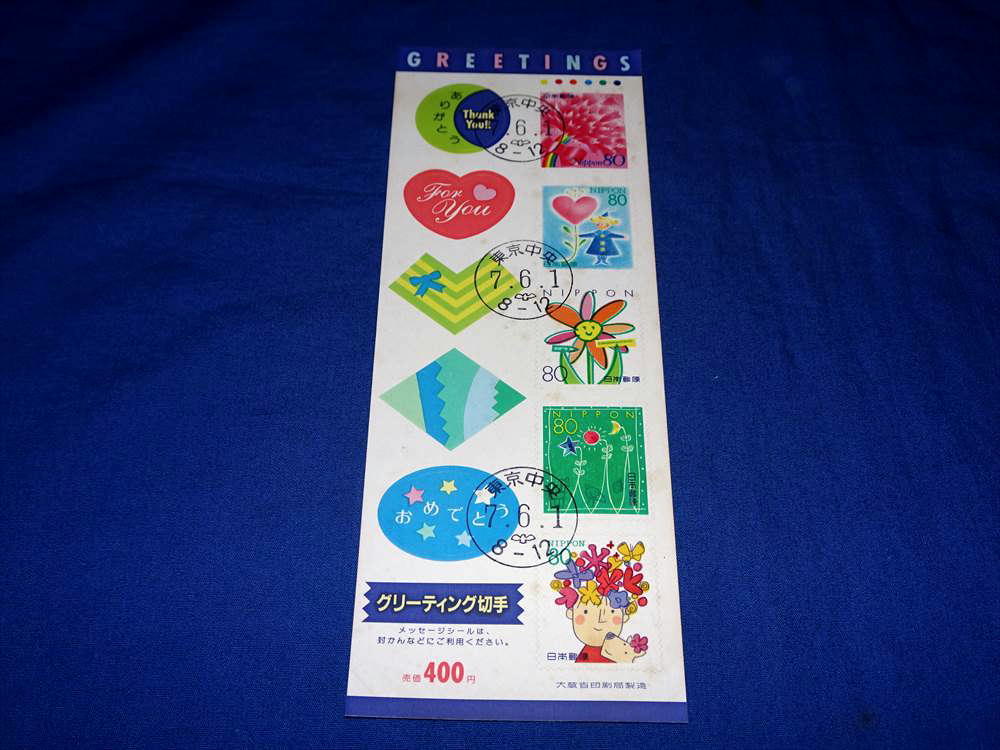 GREETINGS
ありがとう
Thank
You!!
東京中央
7.6.1
8-12
日本郵便
Nippon 80
For
You
NIPPON
80
日本郵便
東京中央
7.6.1
8-12
NIPPON
80
日本郵便
NIPPON
80
日本郵便
おめでとう
東京中央
7.6.1
8-12
NIPPON
80
日本郵便
グリーティング切手
メッセージシールは、
封かんなどにご利用ください。
売価400円
大蔵省印刷局製造